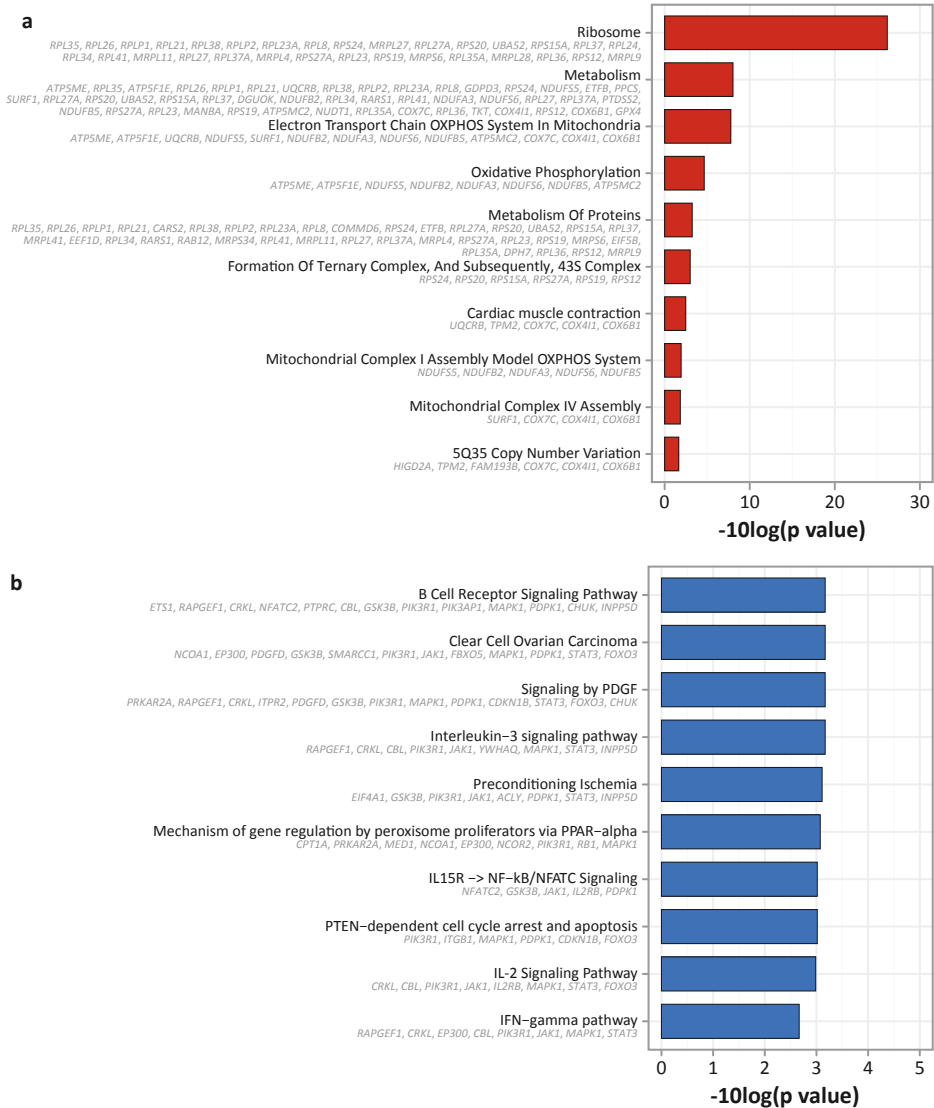 a
Ribosome
RPL35, RPL26, RPLP1, RPL21, RPL38, RPLP2, RPL23A, RPL8, RPS24, MRPL27, RPL27A, RPS20, UBA52, RPS15A, RPL37, RPL24,
RPL34, RPL41, MRPL11, RPL27, RPL37A, MRPL4, RPS27A, RPL23, RPS19, MRPS6, RPL35A, MRPL28, RPL36, RPS12, MRPL9
Metabolism
ATP5ME, RPL35, ATP5F1E, RPL26, RPLP1, RPL21, UQCRB, RPL38, RPLP2, RPL23A, RPL8, GDPD3, RPS24, NDUFS5, ETFB, PPCS,
SURF1, RPL27A, RPS20, UBA52, RPS15A, RPL37, DGUOK, NDUFB2, RPL34, RARS1, RPL41, NDUFA3, NDUFS6, RPL27, RPL37A, PTDSS2,
NDUFB5, RPS27A, RPL23, MANBA, RPS19, ATP5MC2, NUDT1, RPL35A, COX7C, RPL36, TKT, COX4I1, RPS12, COX6B1, GPX4
Electron Transport Chain OXPHOS System In Mitochondria
ATP5ME, ATP5F1E, UQCRB, NDUFS5, SURF1, NDUFB2, NDUFA3, NDUFS6, NDUFB5, ATP5MC2, COX7C, COX4I1, COX6B1
Oxidative Phosphorylation
ATP5ME, ATP5F1E, NDUFS5, NDUFB2, NDUFA3, NDUFS6, NDUFB5, ATP5MC2
Metabolism Of Proteins
RPL35, RPL26, RPLP1, RPL21, CARS2, RPL38, RPLP2, RPL23A, RPL8, COMMD6, RPS24, ETFB, RPL27A, RPS20, UBA52, RPS15A, RPL37,
MRPL41, EEF1D, RPL34, RARS1, RAB12, MRPS34, RPL41, MRPL11, RPL27, RPL37A, MRPL4, RPS27A, RPL23, RPS19, MRPS6, EIF5B,
RPL35A, DPH7, RPL36, RPS12, MRPL9
Formation Of Ternary Complex, And Subsequently, 43S Complex
RPS24, RPS20, RPS15A, RPS27A, RPS19, RPS12
Cardiac muscle contraction
UQCRB, TPM2, COX7C, COX4I1, COX6B1
Mitochondrial Complex I Assembly Model OXPHOS System
NDUFS5, NDUFB2, NDUFA3, NDUFS6, NDUFB5
Mitochondrial Complex IV Assembly
SURF1, COX7C, COX4I1, COX6B1
5Q35 Copy Number Variation
HIGD2A, TPM2, FAM193B, COX7C, COX4I1, COX6B1
0 10 20 30
-10log(p value)
b
B Cell Receptor Signaling Pathway
ETS1, RAPGEF1, CRKL, NFATC2, PTPRC, CBL, GSK3B, PIK3R1, PIK3AP1, MAPK1, PDPK1, CHUK, INPP5D
Clear Cell Ovarian Carcinoma
NCOA1, EP300, PDGFD, GSK3B, SMARCC1, PIK3R1, JAK1, FBXO5, MAPK1, PDPK1, STAT3, FOXO3
Signaling by PDGF
PRKAR2A, RAPGEF1, CRKL, ITPR2, PDGFD, GSK3B, PIK3R1, MAPK1, PDPK1, CDKN1B, STAT3, FOXO3, CHUK
Interleukin−3 signaling pathway
RAPGEF1, CRKL, CBL, PIK3R1, JAK1, YWHAQ, MAPK1, STAT3, INPP5D
Preconditioning Ischemia
EIF4A1, GSK3B, PIK3R1, JAK1, ACLY, PDPK1, STAT3, INPP5D
Mechanism of gene regulation by peroxisome proliferators via PPAR−alpha
CPT1A, PRKAR2A, MED1, NCOA1, EP300, NCOR2, PIK3R1, RB1, MAPK1
IL15R −> NF−kB/NFATC Signaling
NFATC2, GSK3B, JAK1, IL2RB, PDPK1
PTEN−dependent cell cycle arrest and apoptosis
PIK3R1, ITGB1, MAPK1, PDPK1, CDKN1B, FOXO3
IL-2 Signaling Pathway
CRKL, CBL, PIK3R1, JAK1, IL2RB, MAPK1, STAT3, FOXO3
IFN−gamma pathway
RAPGEF1, CRKL, EP300, CBL, PIK3R1, JAK1, MAPK1, STAT3
0 1 2 3 4 5
-10log(p value)